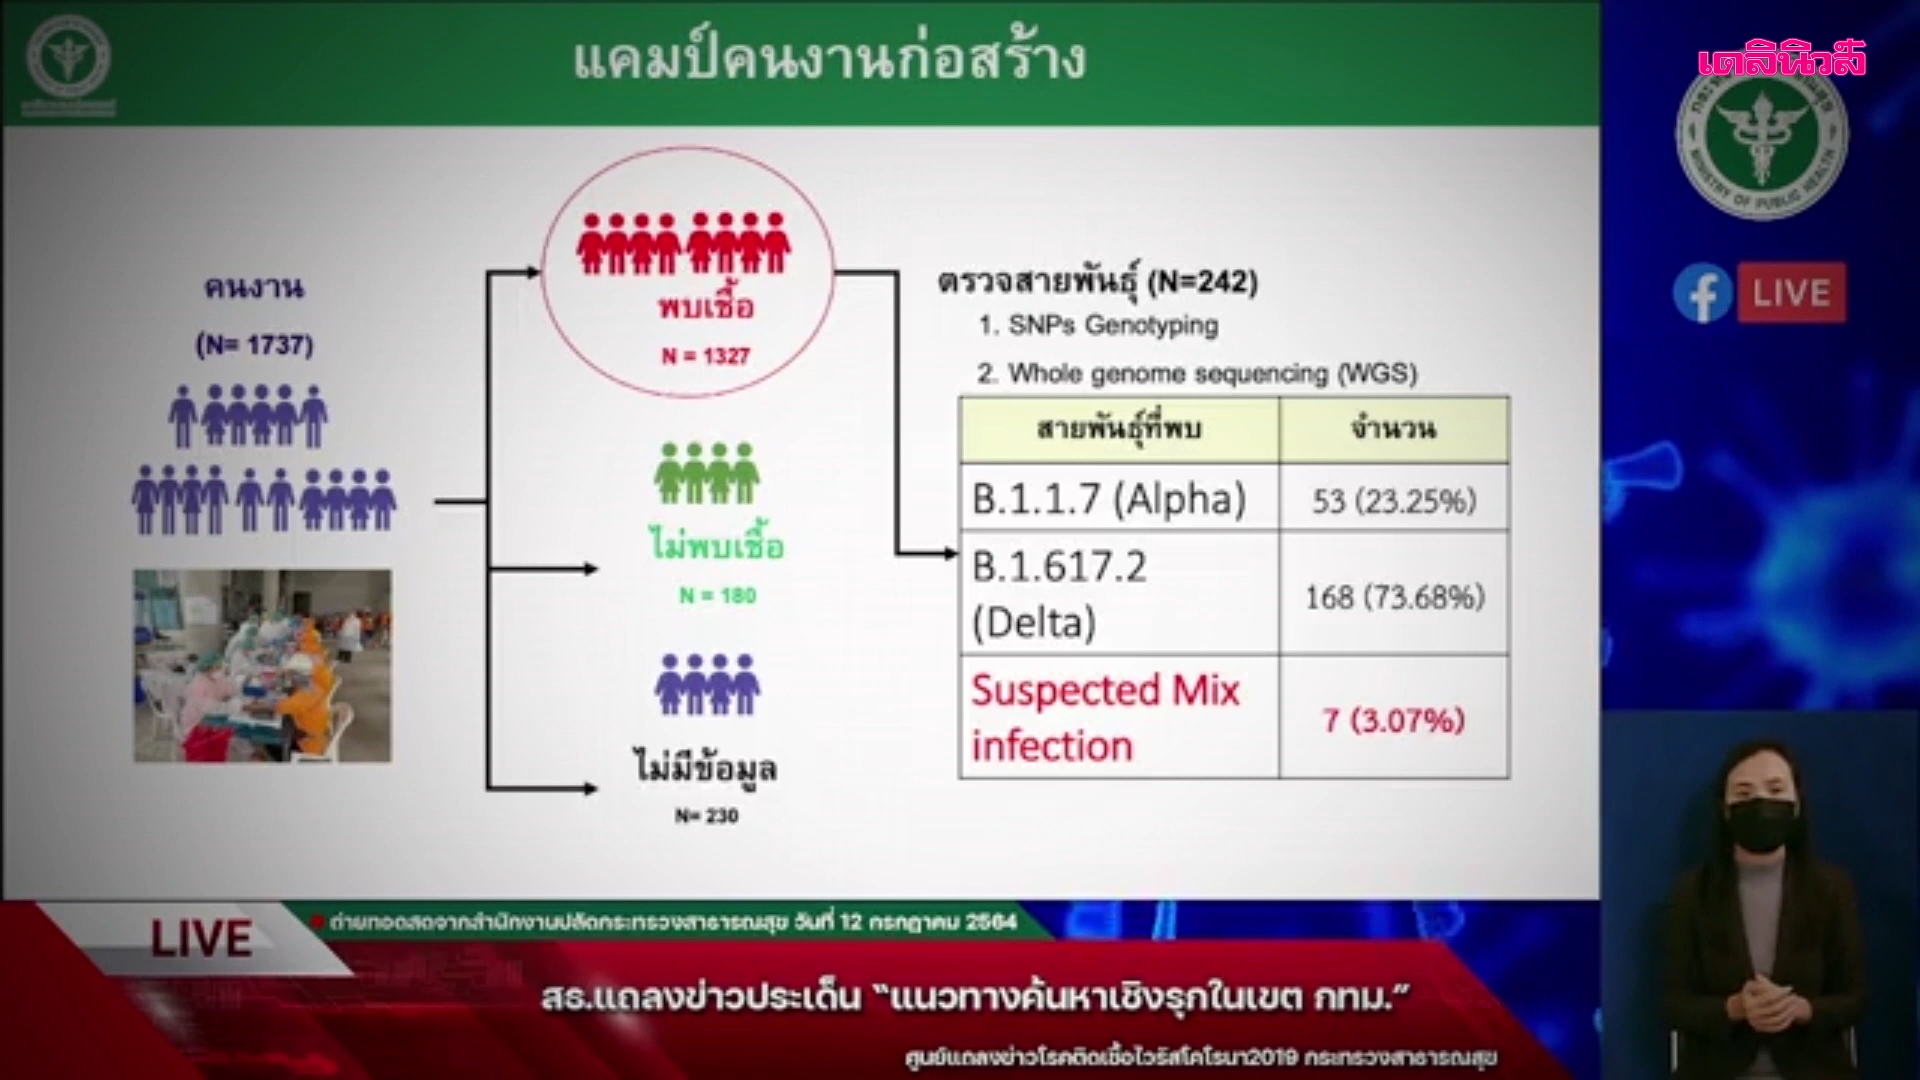 แคมป์คนงานก่อสร้าง
เดลินิวส์
MINISTRY OF PUBLIC HEALTH
LIVE
คนงาน
(N= 1737)
พบเชื้อ
N = 1327
ไม่พบเชื้อ
N = 180
ไม่มีข้อมูล
N= 230
ตรวจสายพันธุ์ (N=242)
1. SNPs Genotyping
2. Whole genome sequencing (WGS)
สายพันธุ์ที่พบ จำนวน
B.1.1.7 (Alpha) 53 (23.25%)
B.1.617.2
(Delta) 168 (73.68%)
Suspected Mix
infection 7 (3.07%)
LIVE
ถ่ายทอดสดจากสำนักงานปลัดกระทรวงสาธารณสุข วันที่ 12 กรกฎาคม 2564
สธ.แถลงข่าวประเด็น “แนวทางค้นหาเชิงรุกในเขต กทม.”
ศูนย์แถลงข่าวโรคติดเชื้อไวรัสโคโรนา2019 กระทรวงสาธารณสุข